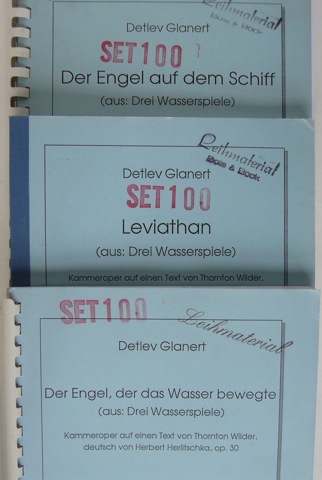 Detlev Glanert
Leihmaterial
Bote & Bock
SET 100
Der Engel auf dem Schiff
(aus: Drei Wasserspiele)
Leihmaterial
Bote & Bock
Detlev Glanert
SET 100
Leviathan
(aus: Drei Wasserspiele)
Kammeroper auf einen Text von Thornton Wilder,
SET 100
Leihmaterial
Detlev Glanert
Der Engel, der das Wasser bewegte
(aus: Drei Wasserspiele)
Kammeroper auf einen Text von Thornton Wilder,
deutsch von Herbert Herlitschka, op. 30